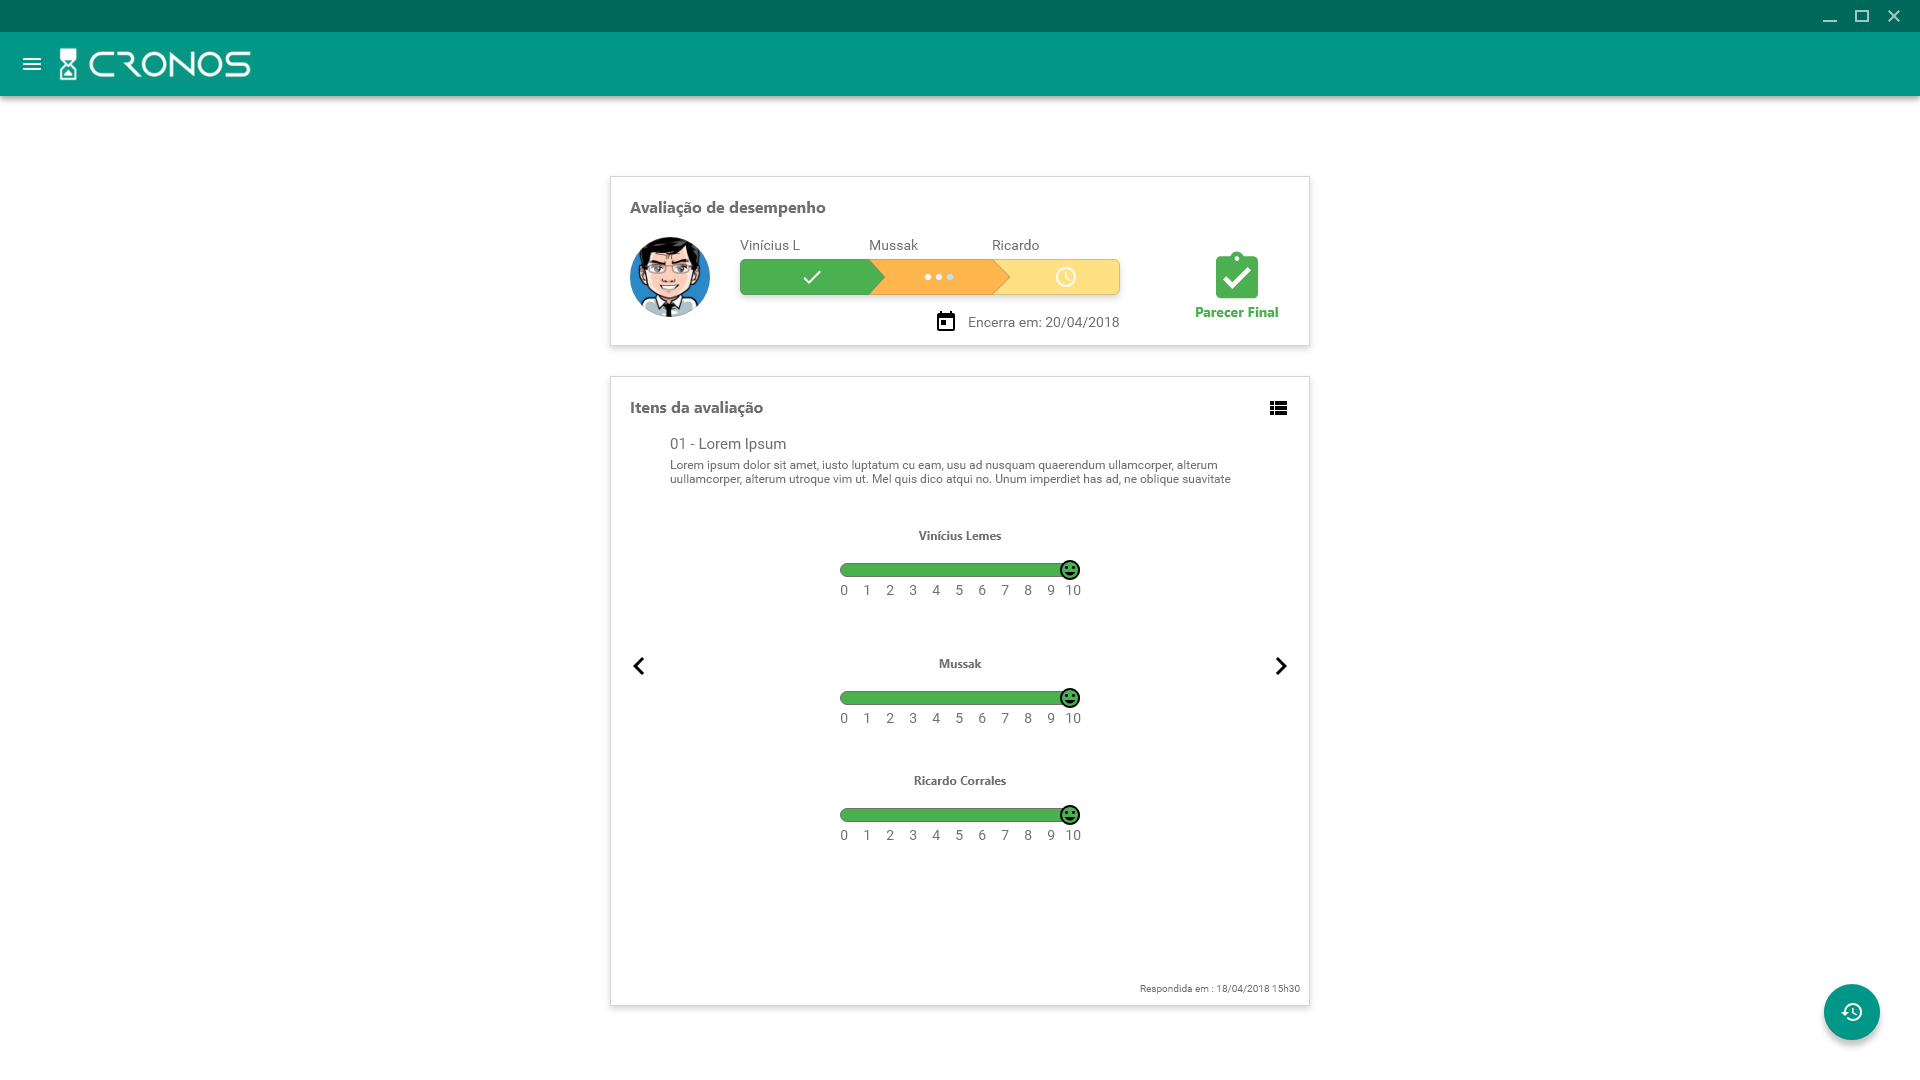 CRONOS
Avaliação de desempenho
Vinícius L Mussak Ricardo
Encerra em: 20/04/2018
Parecer Final
Itens da avaliação
01 - Lorem Ipsum
Lorem ipsum dolor sit amet, iusto luptatum cu eam, usu ad nusquam quaerendum ullamcorper, alterum
uullamcorper, alterum utroque vim ut. Mel quis dico atqui no. Unum imperdiet has ad, ne oblique suavitate
Vinícius Lemes
0 1 2 3 4 5 6 7 8 9 10
Mussak
0 1 2 3 4 5 6 7 8 9 10
Ricardo Corrales
0 1 2 3 4 5 6 7 8 9 10
Respondida em : 18/04/2018 15h30